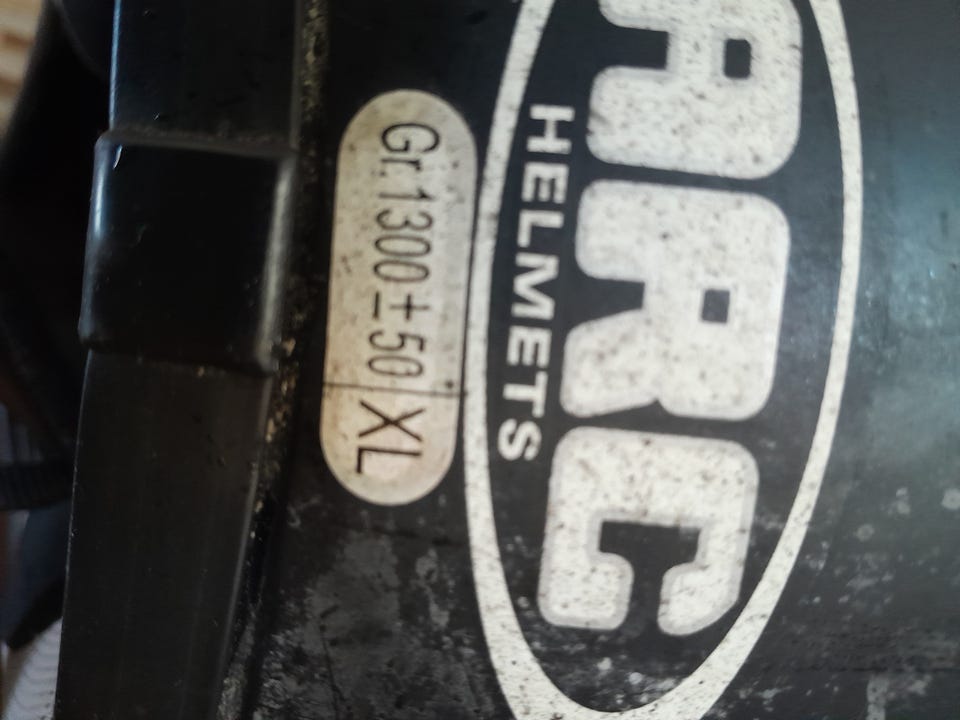 ARC
HELMETS
Gr.1300±50 XL